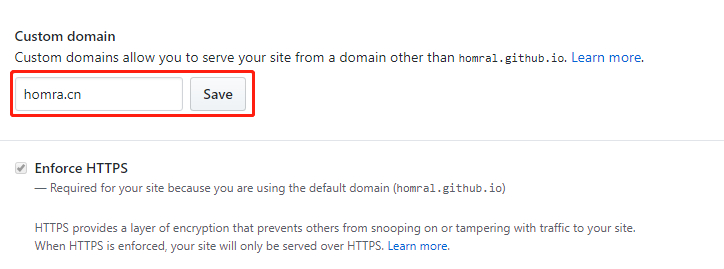 Custom domain
Custom domains allow you to serve your site from a domain other than homral.github.io. Learn more.
homra.cn Save
Enforce HTTPS
— Required for your site because you are using the default domain (homral.github.io)
HTTPS provides a layer of encryption that prevents others from snooping on or tampering with traffic to your site.
When HTTPS is enforced, your site will only be served over HTTPS. Learn more.